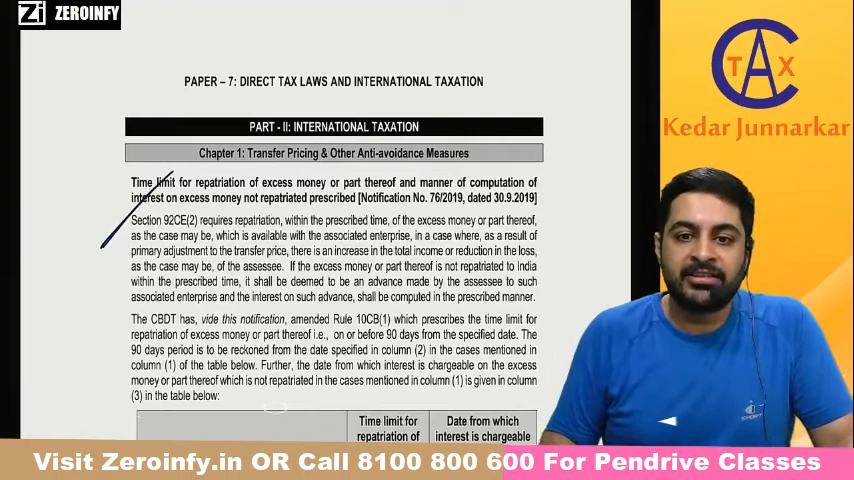 Zi ZEROINFY
PAPER – 7: DIRECT TAX LAWS AND INTERNATIONAL TAXATION
PART - II: INTERNATIONAL TAXATION
Chapter 1: Transfer Pricing & Other Anti-avoidance Measures
Time limit for repatriation of excess money or part thereof and manner of computation of
interest on excess money not repatriated prescribed [Notification No. 76/2019, dated 30.9.2019]
Section 92CE(2) requires repatriation, within the prescribed time, of the excess money or part thereof,
as the case may be, which is available with the associated enterprise, in a case where, as a result of
primary adjustment to the transfer price, there is an increase in the total income or reduction in the loss,
as the case may be, of the assessee. If the excess money or part thereof is not repatriated to India
within the prescribed time, it shall be deemed to be an advance made by the assessee to such
associated enterprise and the interest on such advance, shall be computed in the prescribed manner.
The CBDT has, vide this notification, amended Rule 10CB(1) which prescribes the time limit for
repatriation of excess money or part thereof i.e., on or before 90 days from the specified date. The
90 days period is to be reckoned from the date specified in column (2) in the cases mentioned in
column (1) of the table below. Further, the date from which interest is chargeable on the excess
money or part thereof which is not repatriated in the cases mentioned in column (1) is given in column
(3) in the table below:
Time limit for
repatriation of
Date from which
interest is chargeable
CA TAX
Kedar Junnarkar
Visit Zeroinfy.in OR Call 8100 800 600 For Pendrive Classes